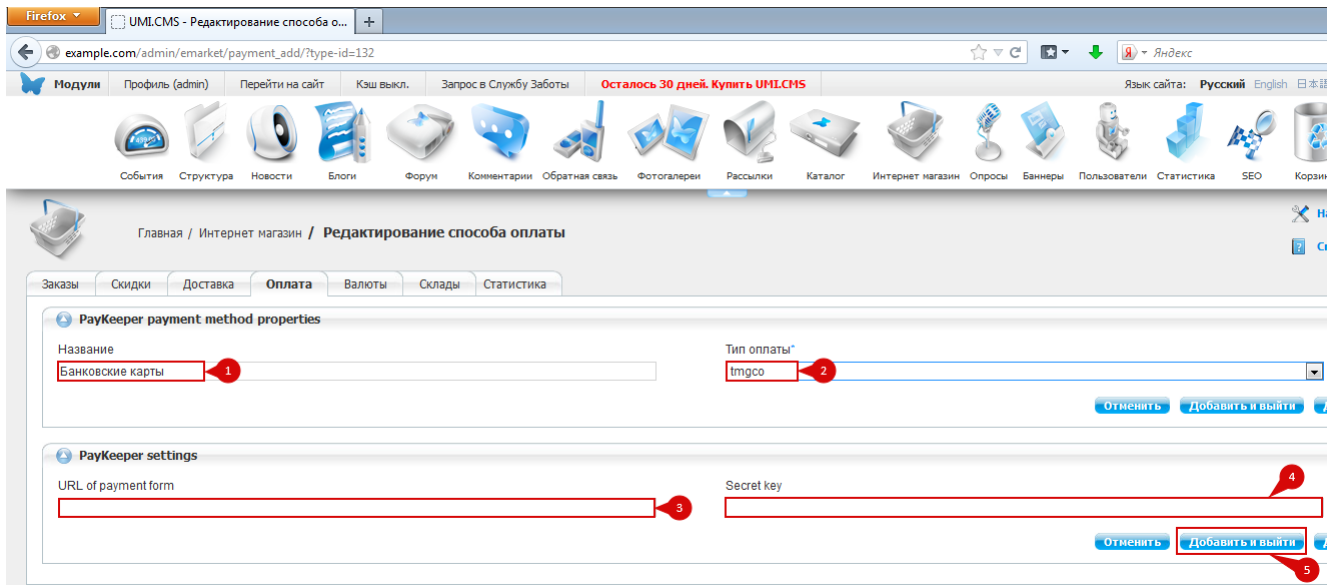 Firefox
UMI.CMS - Редактирование способа о...
example.com/admin/emarket/payment_add/?type-id=132
Я Яндекс
Модули Профиль (admin) Перейти на сайт Кэш выкл. Запрос в Службу Заботы Осталось 30 дней. Купить UMI.CMS Язык сайта: Русский English 日本語
События Структура Новости Блоги Форум Комментарии Обратная связь Фотогалереи Рассылки Каталог Интернет магазин Опросы Баннеры Пользователи Статистика SEO Корзин
Главная / Интернет магазин / Редактирование способа оплаты
Заказы Скидки Доставка Оплата Валюты Склады Статистика
PayKeeper payment method properties
Название Тип оплаты*
Банковские карты 1 tmgco 2
Отменить Добавить и выйти
PayKeeper settings
URL of payment form Secret key 4
3
Отменить Добавить и выйти
5